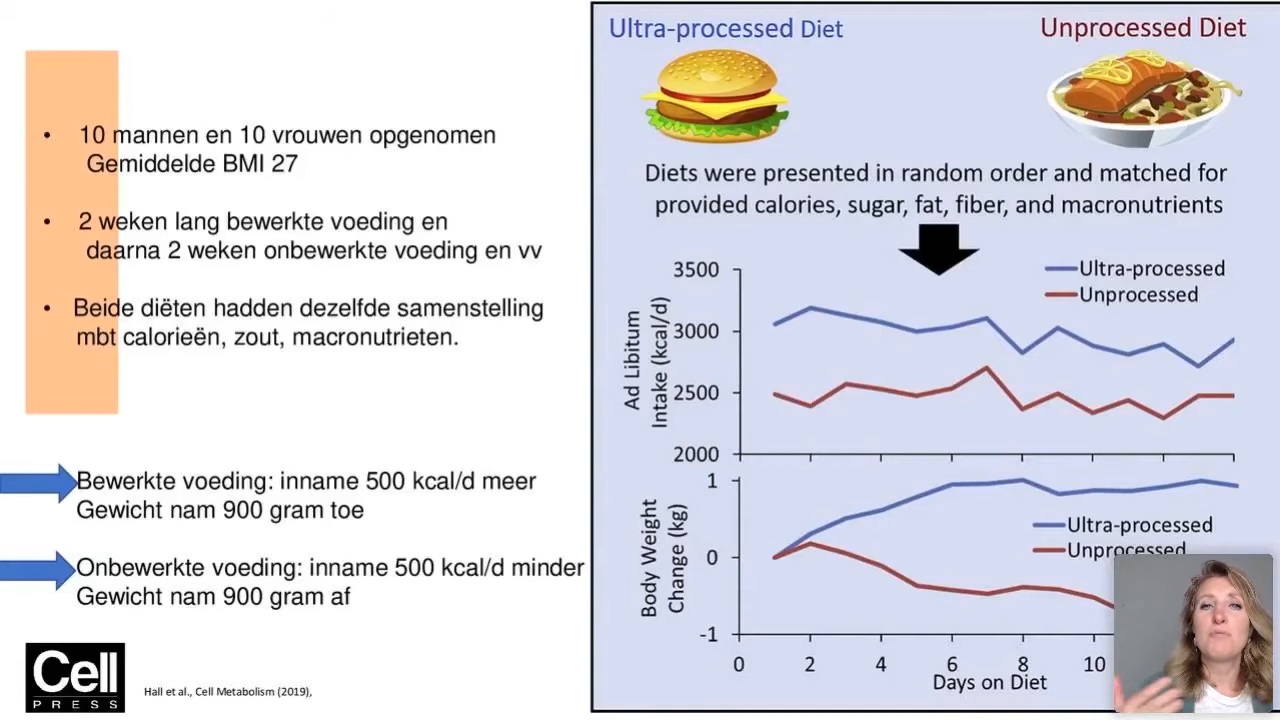 • 10 mannen en 10 vrouwen opgenomen
Gemiddelde BMI 27
• 2 weken lang bewerkte voeding en
daarna 2 weken onbewerkte voeding en vv
• Beide diëten hadden dezelfde samenstelling
mbt calorieën, zout, macronutrieten.
Bewerkte voeding: inname 500 kcal/d meer
Gewicht nam 900 gram toe
Onbewerkte voeding: inname 500 kcal/d minder
Gewicht nam 900 gram af
Cell
PRESS
Hall et al., Cell Metabolism (2019),
Ultra-processed Diet
Unprocessed Diet
Diets were presented in random order and matched for
provided calories, sugar, fat, fiber, and macronutrients
Ad Libitum
Intake (kcal/d)
3500
3000
2500
2000
Ultra-processed
Unprocessed
Body Weight
Change (kg)
1
0
-1
Ultra-processed
Unprocessed
0 2 4 6 8 10
Days on Diet